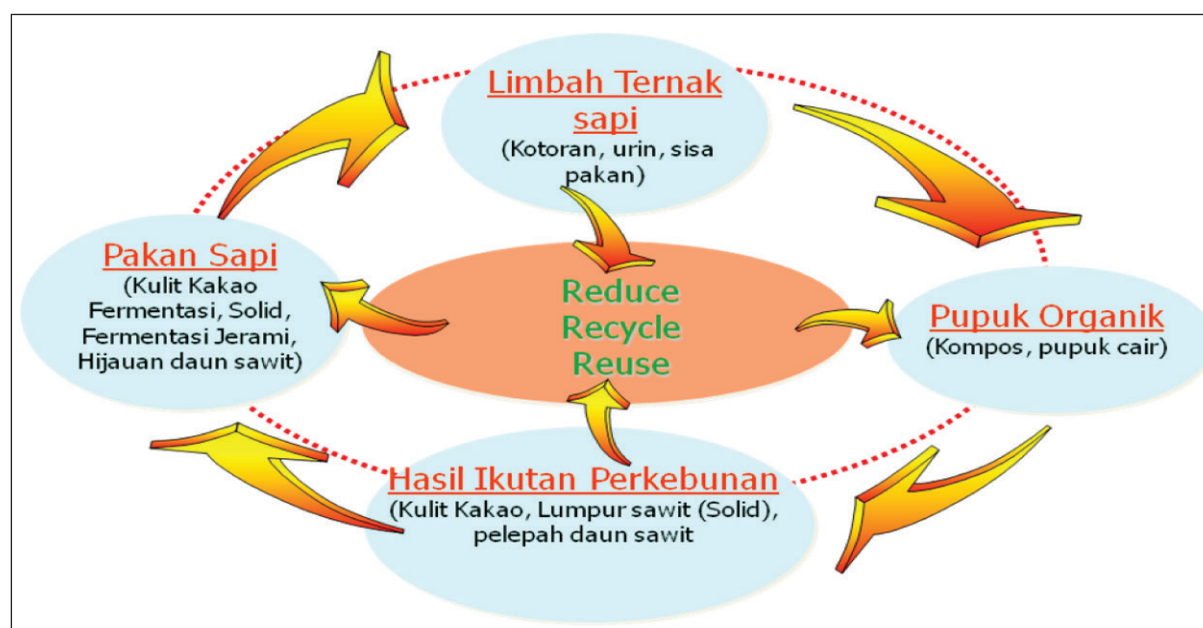 Limbah Ternak
sapi
(Kotoran, urin, sisa
pakan)
Pakan Sapi
(Kulit Kakao
Fermentasi, Solid,
Fermentasi Jerami,
Hijauan daun sawit)
Reduce
Recycle
Reuse
Pupuk Organik
(Kompos, pupuk cair)
Hasil Ikutan Perkebunan
(Kulit Kakao, Lumpur sawit (Solid),
pelepah daun sawit